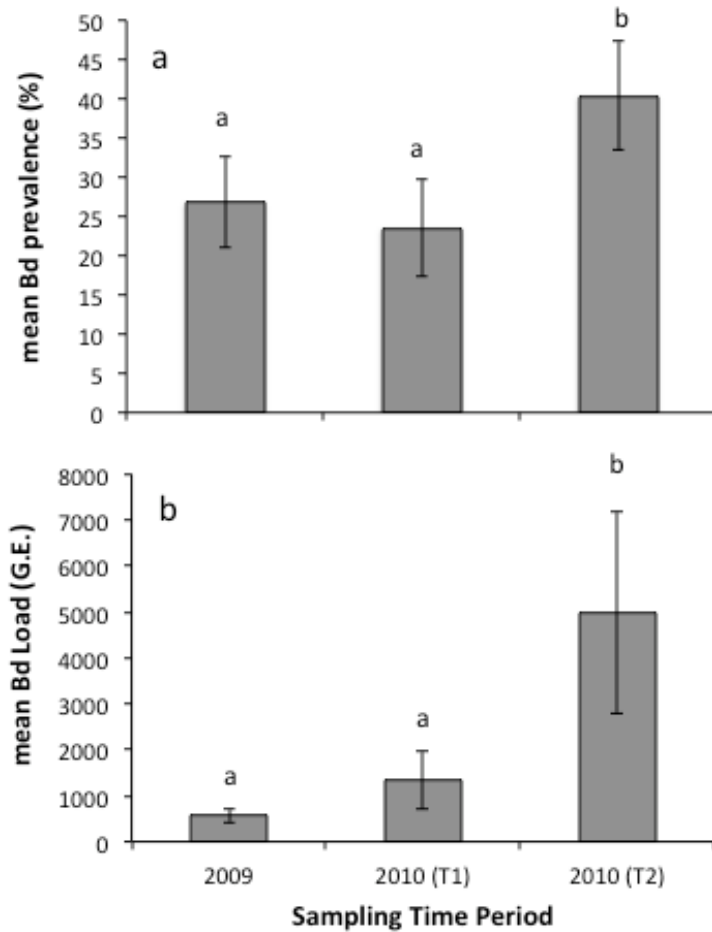 mean Bd prevalence (%)
50
45
40
35
30
25
20
15
10
5
0
a
a
a
b
mean Bd Load (G.E.)
8000
7000
6000
5000
4000
3000
2000
1000
0
b
a
a
b
2009 2010 (T1) 2010 (T2)
Sampling Time Period